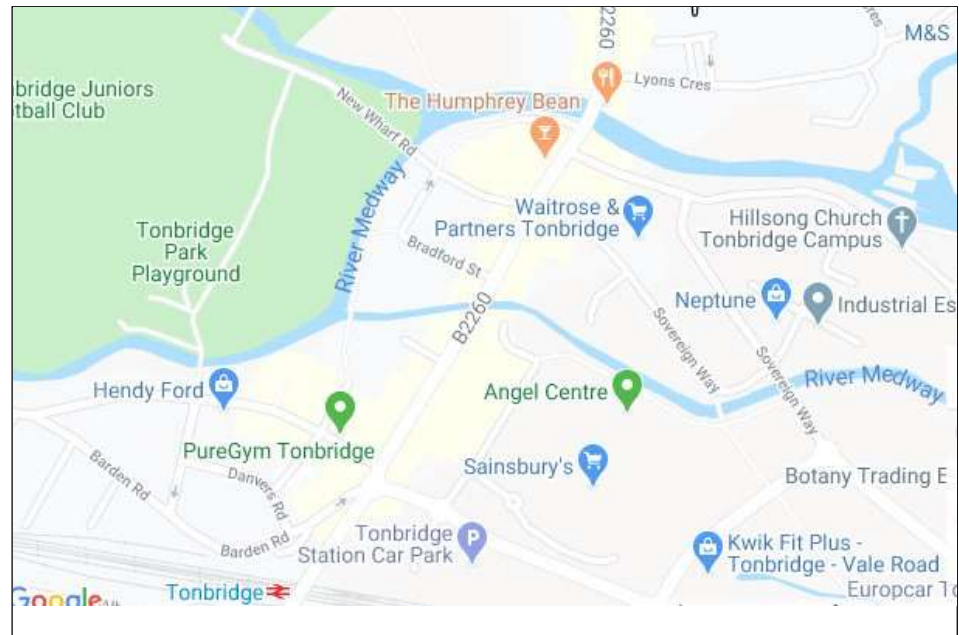 B2260
M&S
Lyons Cres
bridge Juniors
tball Club
The Humphrey Bean
New Wharf Rd
River Medway
Waitrose &
Partners Tonbridge
Hillsong Church
Tonbridge Campus
Tonbridge
Park
Playground
Bradford St
B2260
Neptune
Industrial Es
Sovereign Way
Sovereign Way
Hendy Ford
Angel Centre
River Medway
PureGym Tonbridge
Sainsbury's
Barden Rd
Danvers Rd
Botany Trading E
Barden Rd
Tonbridge
Station Car Park
P
Kwik Fit Plus -
Tonbridge - Vale Road
Tonbridge
Europcar To
Google